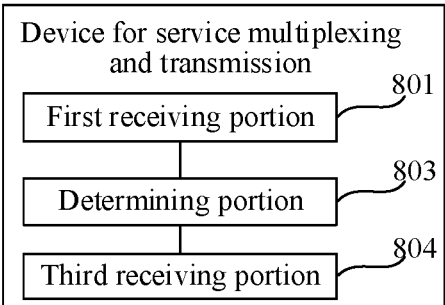 Device for service multiplexing
and transmission
801
First receiving portion
803
Determining portion
804
Third receiving portion